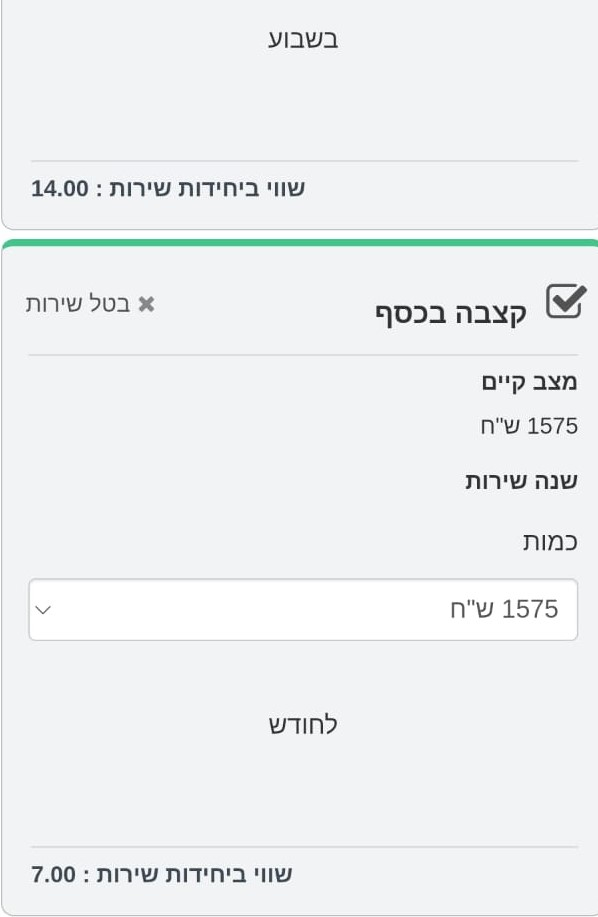 בשבוע
שווי ביחידות שירות : 14.00
קצבה בכסף
✖ בטל שירות
מצב קיים
1575 ש"ח
שנה שירות
כמות
1575 ש"ח
לחודש
שווי ביחידות שירות : 7.00